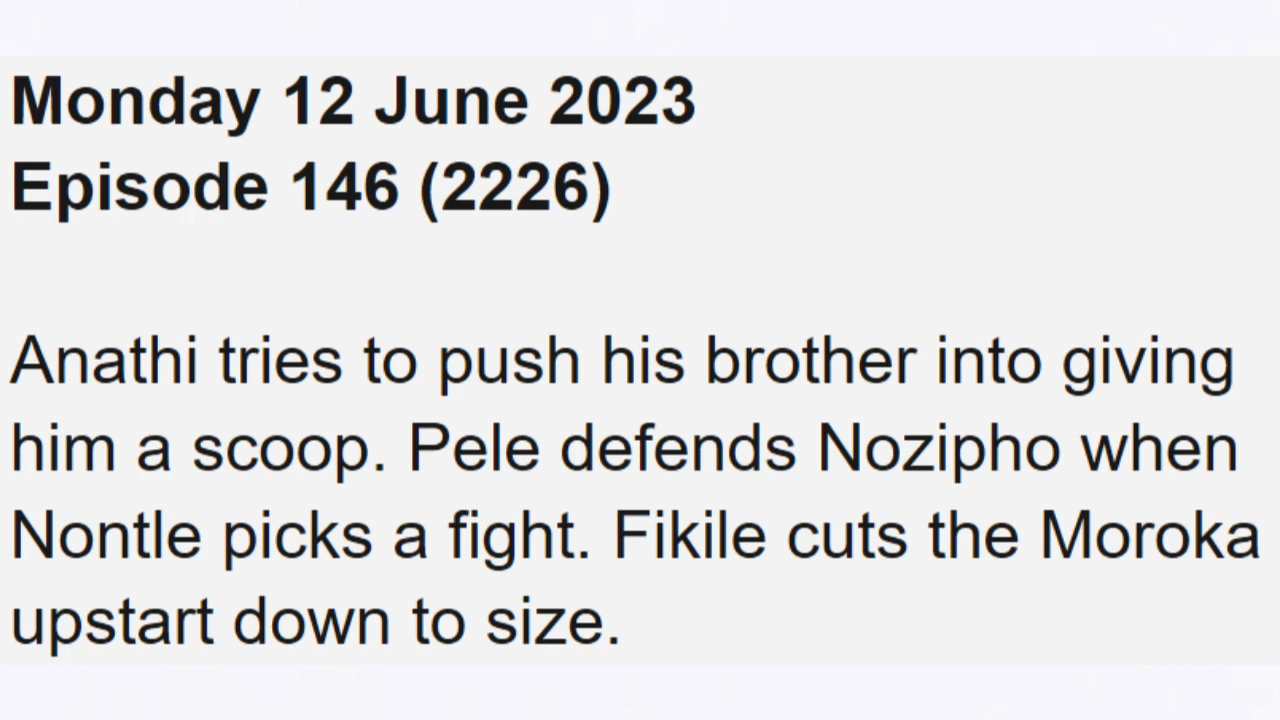 Monday 12 June 2023
Episode 146 (2226)
Anathi tries to push his brother into giving
him a scoop. Pele defends Nozipho when
Nontle picks a fight. Fikile cuts the Moroka
upstart down to size.